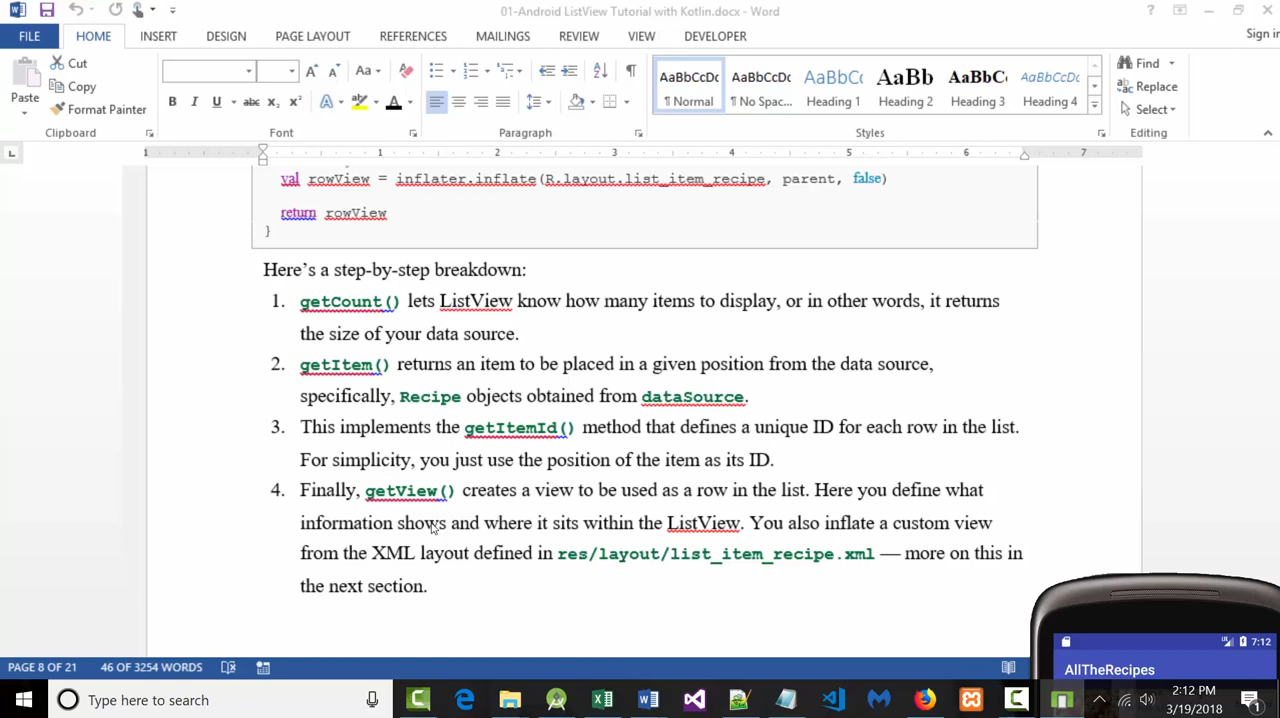 01-Android ListView Tutorial with Kotlin.docx - Word
Sign in
FILE HOME INSERT DESIGN PAGE LAYOUT REFERENCES MAILINGS REVIEW VIEW DEVELOPER
Paste
Cut
Copy
Format Painter
Clipboard
Font
Paragraph
AaBbCcDc AaBbCcDc AaBbCc AaBb AaBbC AaBbCcDc
¶ Normal ¶ No Spac... Heading 1 Heading 2 Heading 3 Heading 4
Styles
Find
Replace
Select
Editing
1 1 2 3 4 5 6 7
val rowView = inflater.inflate(R.layout.list_item_recipe, parent, false)
return rowView
}
Here's a step-by-step breakdown:
1. getCount() lets ListView know how many items to display, or in other words, it returns
the size of your data source.
2. getItem() returns an item to be placed in a given position from the data source,
specifically, Recipe objects obtained from dataSource.
3. This implements the getItemId() method that defines a unique ID for each row in the list.
For simplicity, you just use the position of the item as its ID.
4. Finally, getView() creates a view to be used as a row in the list. Here you define what
information shows and where it sits within the ListView. You also inflate a custom view
from the XML layout defined in res/layout/list_item_recipe.xml — more on this in
the next section.
7:12
AllTheRecipes
PAGE 8 OF 21 46 OF 3254 WORDS
Type here to search
2:12 PM
3/19/2018